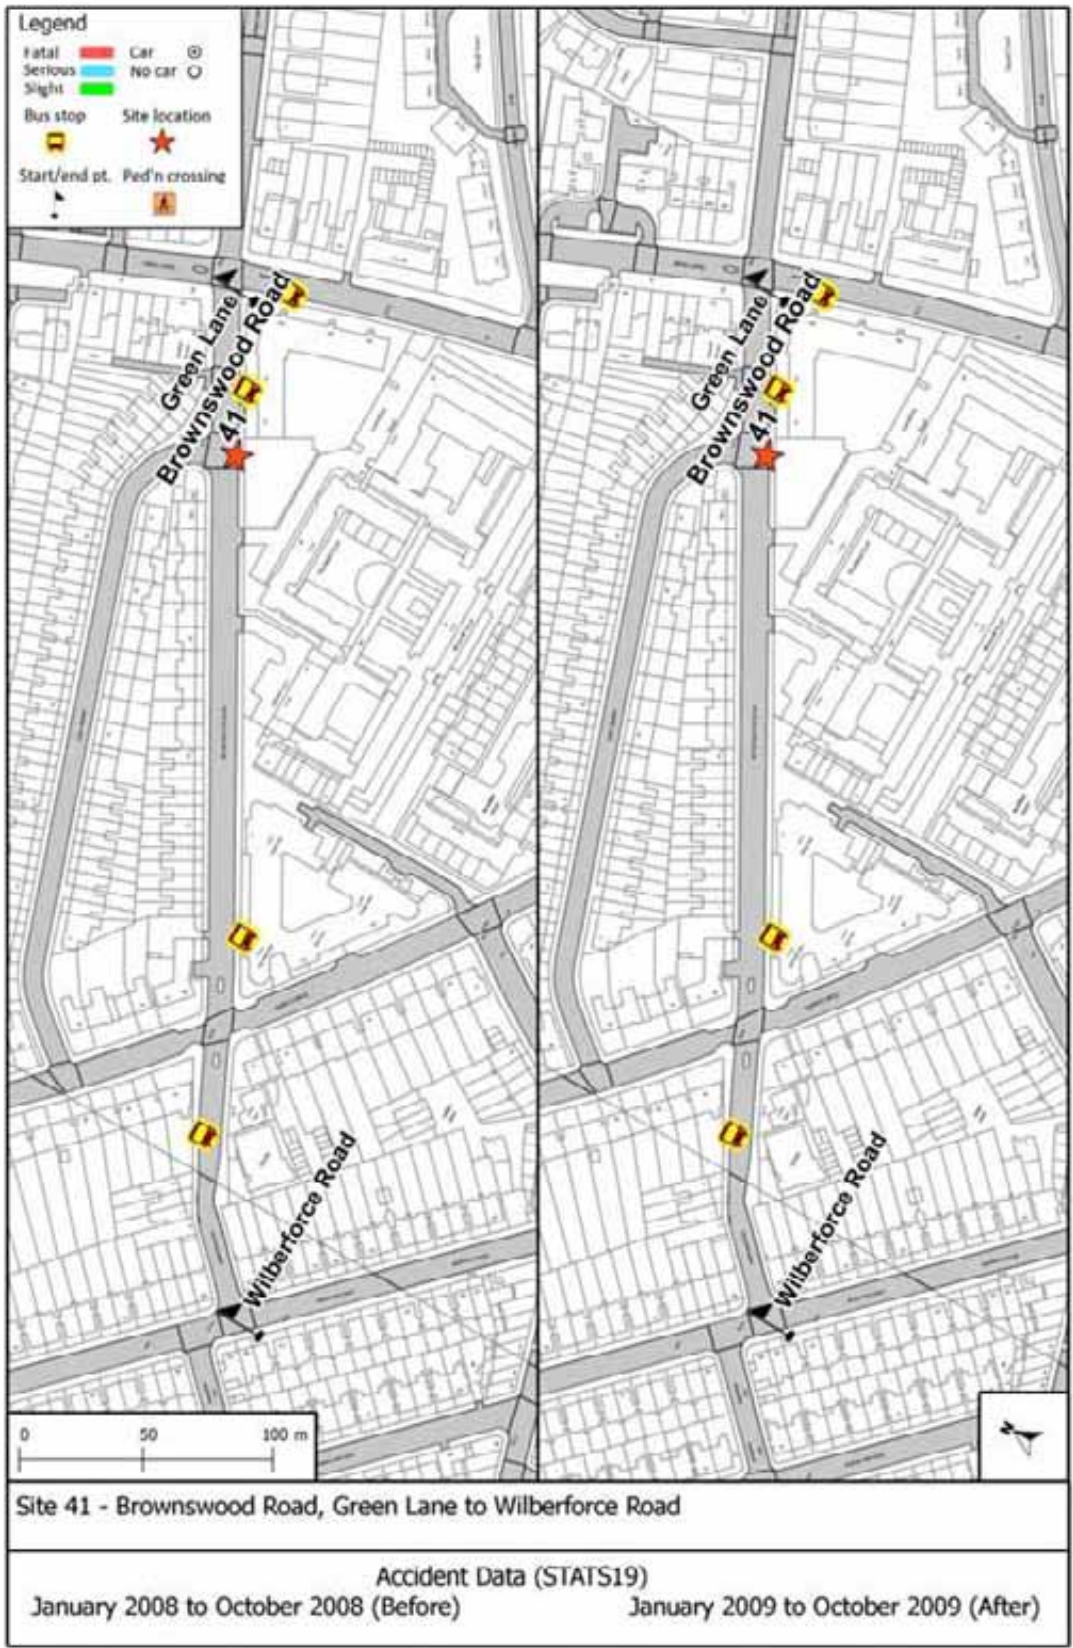 Legend
Fatal Car
Serious No car
Slight
Bus stop Site location
Start/end pt. Ped'n crossing
Green Lane
Brownswood Road
41
Wilberforce Road
Green Lane
Brownswood Road
41
Wilberforce Road
0 50 100 m
N
Site 41 - Brownswood Road, Green Lane to Wilberforce Road
Accident Data (STATS19)
January 2008 to October 2008 (Before) January 2009 to October 2009 (After)